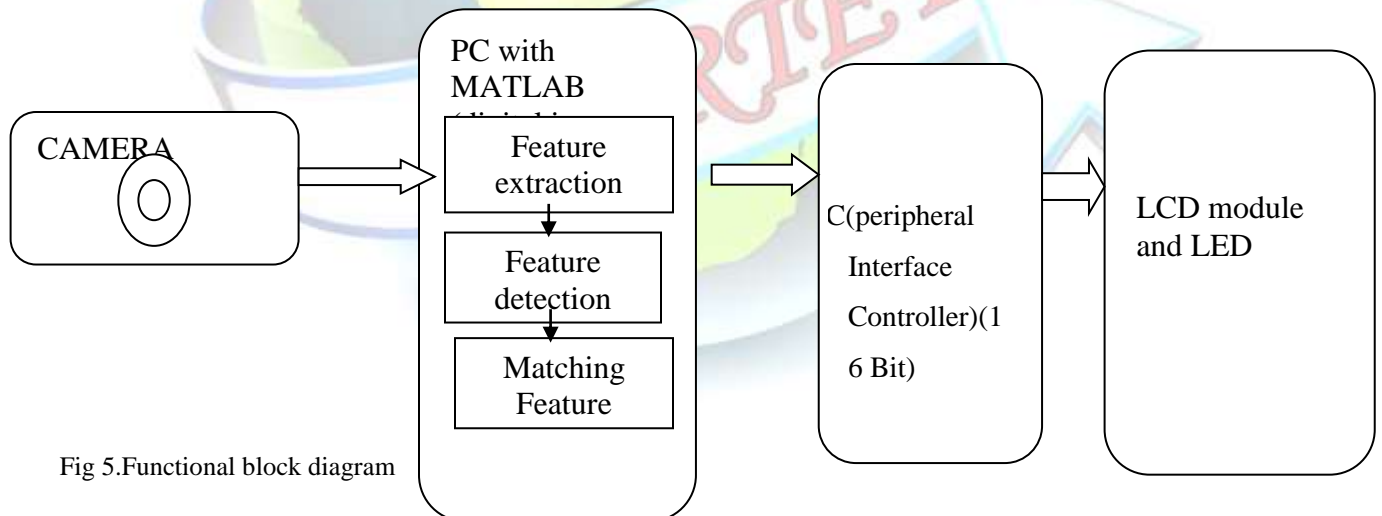 CAMERA
PC with
MATLAB
Feature
extraction
Feature
detection
Matching
Feature
C(peripheral
Interface
Controller)(1
6 Bit)
LCD module
and LED
Fig 5.Functional block diagram